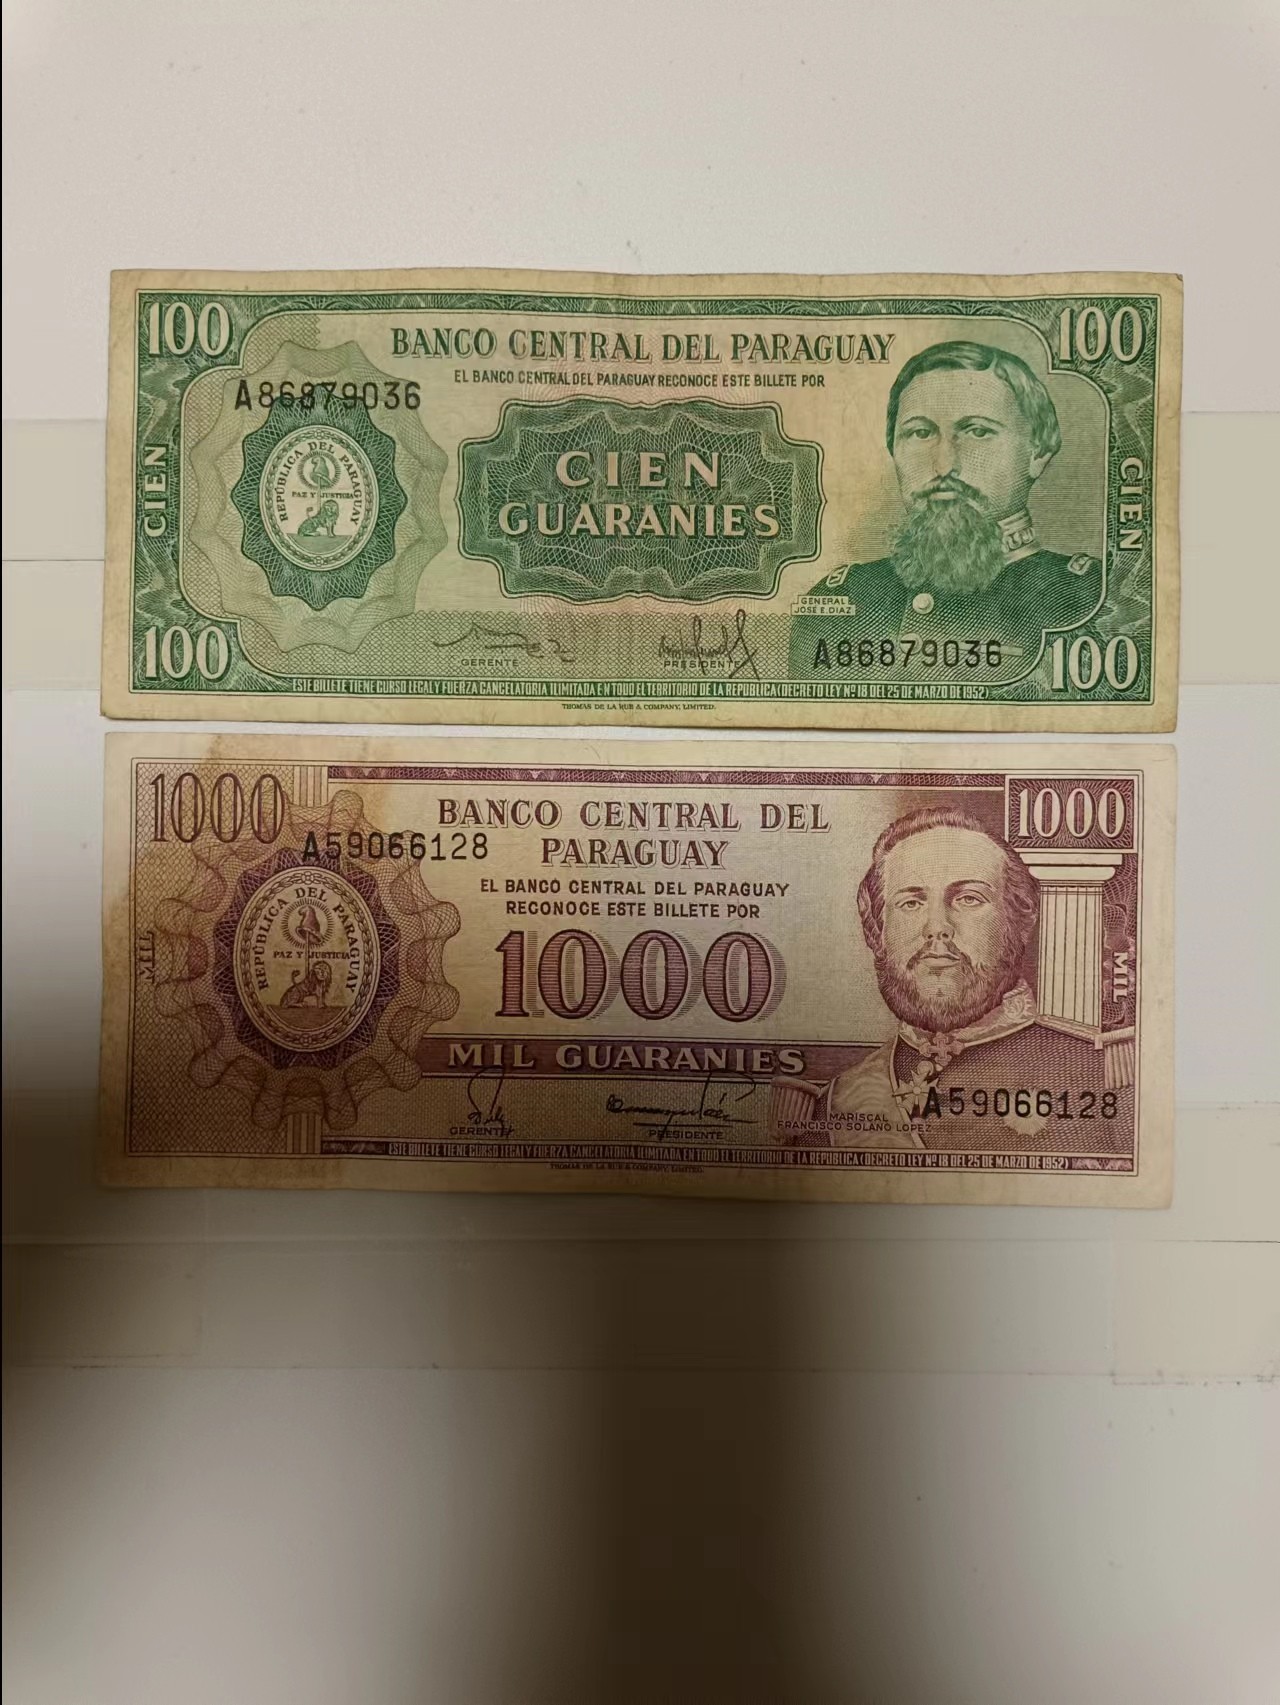 100
100
BANCO CENTRAL DEL PARAGUAY
EL BANCO CENTRAL DEL PARAGUAY RECONOCE ESTE BILLETE POR
A86879036
CIEN
REPUBLICA DEL PARAGUAY
PAZ Y JUSTICIA
CIEN
GUARANIES
CIEN
GENERAL
JOSE E. DIAZ
GERENTE
PRESIDENTE
A86879036
100
100
ESTE BILLETE TIENE CURSO LEGAL Y FUERZA CANCELATORIA ILIMITADA EN TODO EL TERRITORIO DE LA REPUBLICA (DECRETO LEY Nº 18 DEL 25 DE MARZO DE 1952)
THOMAS DE LA RUE & COMPANY, LIMITED.
1000
1000
BANCO CENTRAL DEL
PARAGUAY
A59066128
EL BANCO CENTRAL DEL PARAGUAY
RECONOCE ESTE BILLETE POR
MIL
REPUBLICA DEL PARAGUAY
PAZ Y JUSTICIA
1000
MIL
MIL GUARANIES
GERENTE
PRESIDENTE
MARISCAL
FRANCISCO SOLANO LOPEZ
A59066128
ESTE BILLETE TIENE CURSO LEGAL Y FUERZA CANCELATORIA ILIMITADA EN TODO EL TERRITORIO DE LA REPUBLICA (DECRETO LEY Nº 18 DEL 25 DE MARZO DE 1952)
THOMAS DE LA RUE & COMPANY, LIMITED.